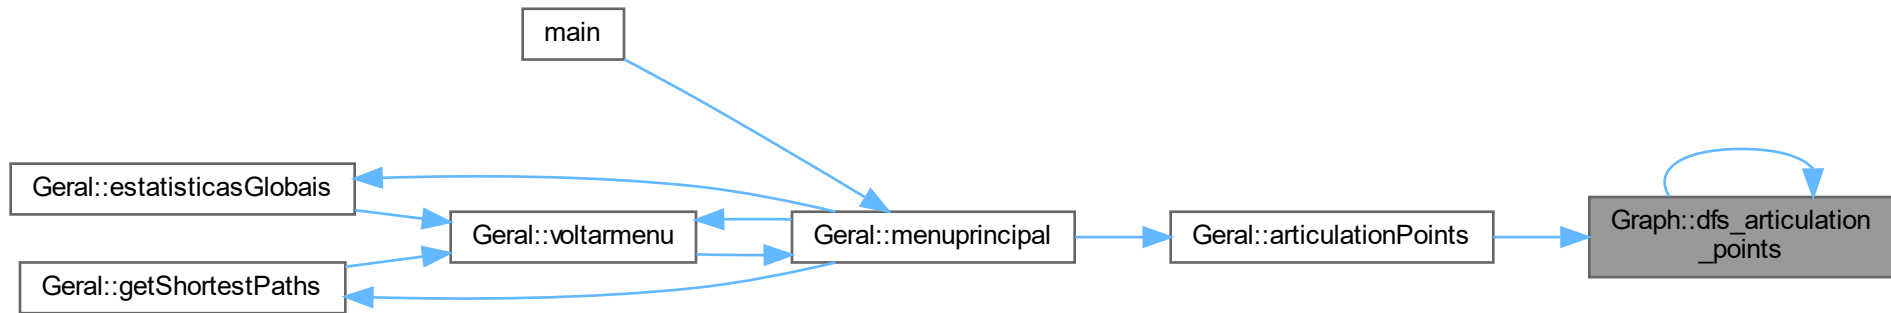 main
Geral::estatisticasGlobais
Geral::voltarmenu
Geral::getShortestPaths
Geral::menuprincipal
Geral::articulationPoints
Graph::dfs_articulation
_points